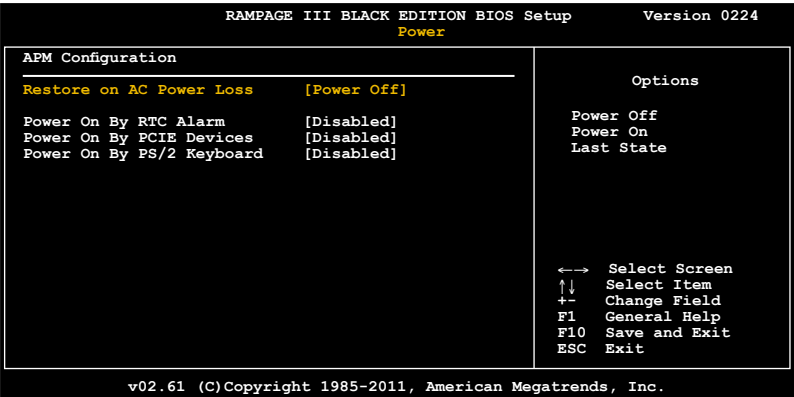 RAMPAGE III BLACK EDITION BIOS Setup Version 0224
Power
APM Configuration
Restore on AC Power Loss [Power Off]
Power On By RTC Alarm [Disabled]
Power On By PCIE Devices [Disabled]
Power On By PS/2 Keyboard [Disabled]
Options
Power Off
Power On
Last State
←→ Select Screen
↑↓ Select Item
+- Change Field
F1 General Help
F10 Save and Exit
ESC Exit
v02.61 (C)Copyright 1985-2011, American Megatrends, Inc.